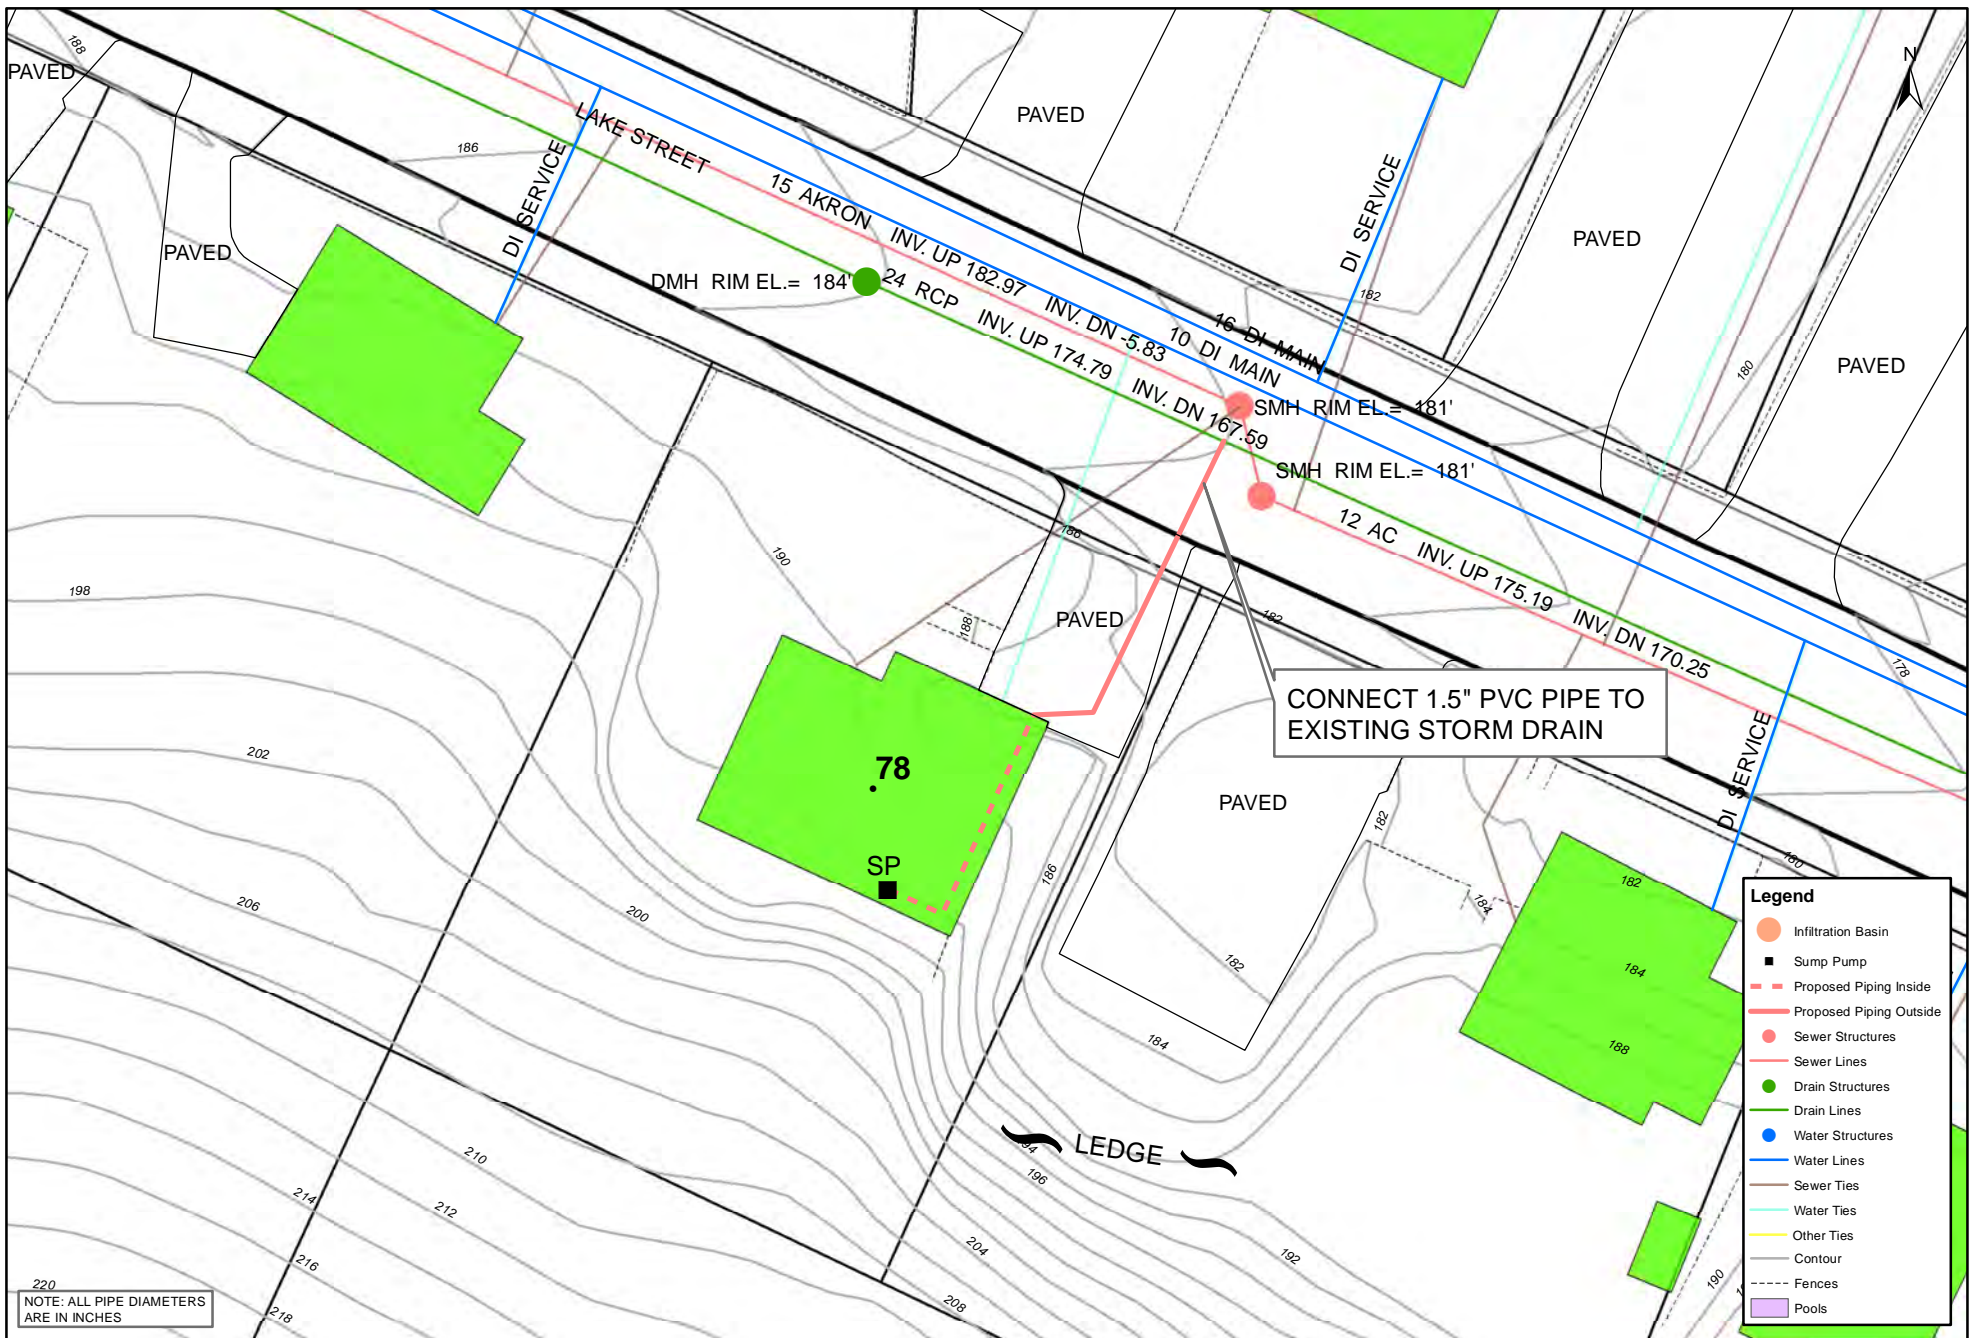 188
PAVED
N
PAVED
LAKE STREET
186
DI SERVICE
PAVED
15 AKRON INV. UP 182.97 INV. DN -5.83
DI SERVICE
PAVED
DMH RIM EL.= 184'
24 RCP INV. UP 174.79 INV. DN 167.59
182
16 DI MAIN
10 DI MAIN
180
PAVED
SMH RIM EL.= 181'
SMH RIM EL.= 181'
12 AC INV. UP 175.19 INV. DN 170.25
186
190
198
188
PAVED
182
178
CONNECT 1.5" PVC PIPE TO
EXISTING STORM DRAIN
DI SERVICE
202
78
PAVED
182
SP
186
180
182
184
206
200
182
184
184
188
LEDGE
194
196
210
214
212
204
192
216
190
220
218
208
NOTE: ALL PIPE DIAMETERS
ARE IN INCHES
Legend
Infiltration Basin
Sump Pump
Proposed Piping Inside
Proposed Piping Outside
Sewer Structures
Sewer Lines
Drain Structures
Drain Lines
Water Structures
Water Lines
Sewer Ties
Water Ties
Other Ties
Contour
Fences
Pools